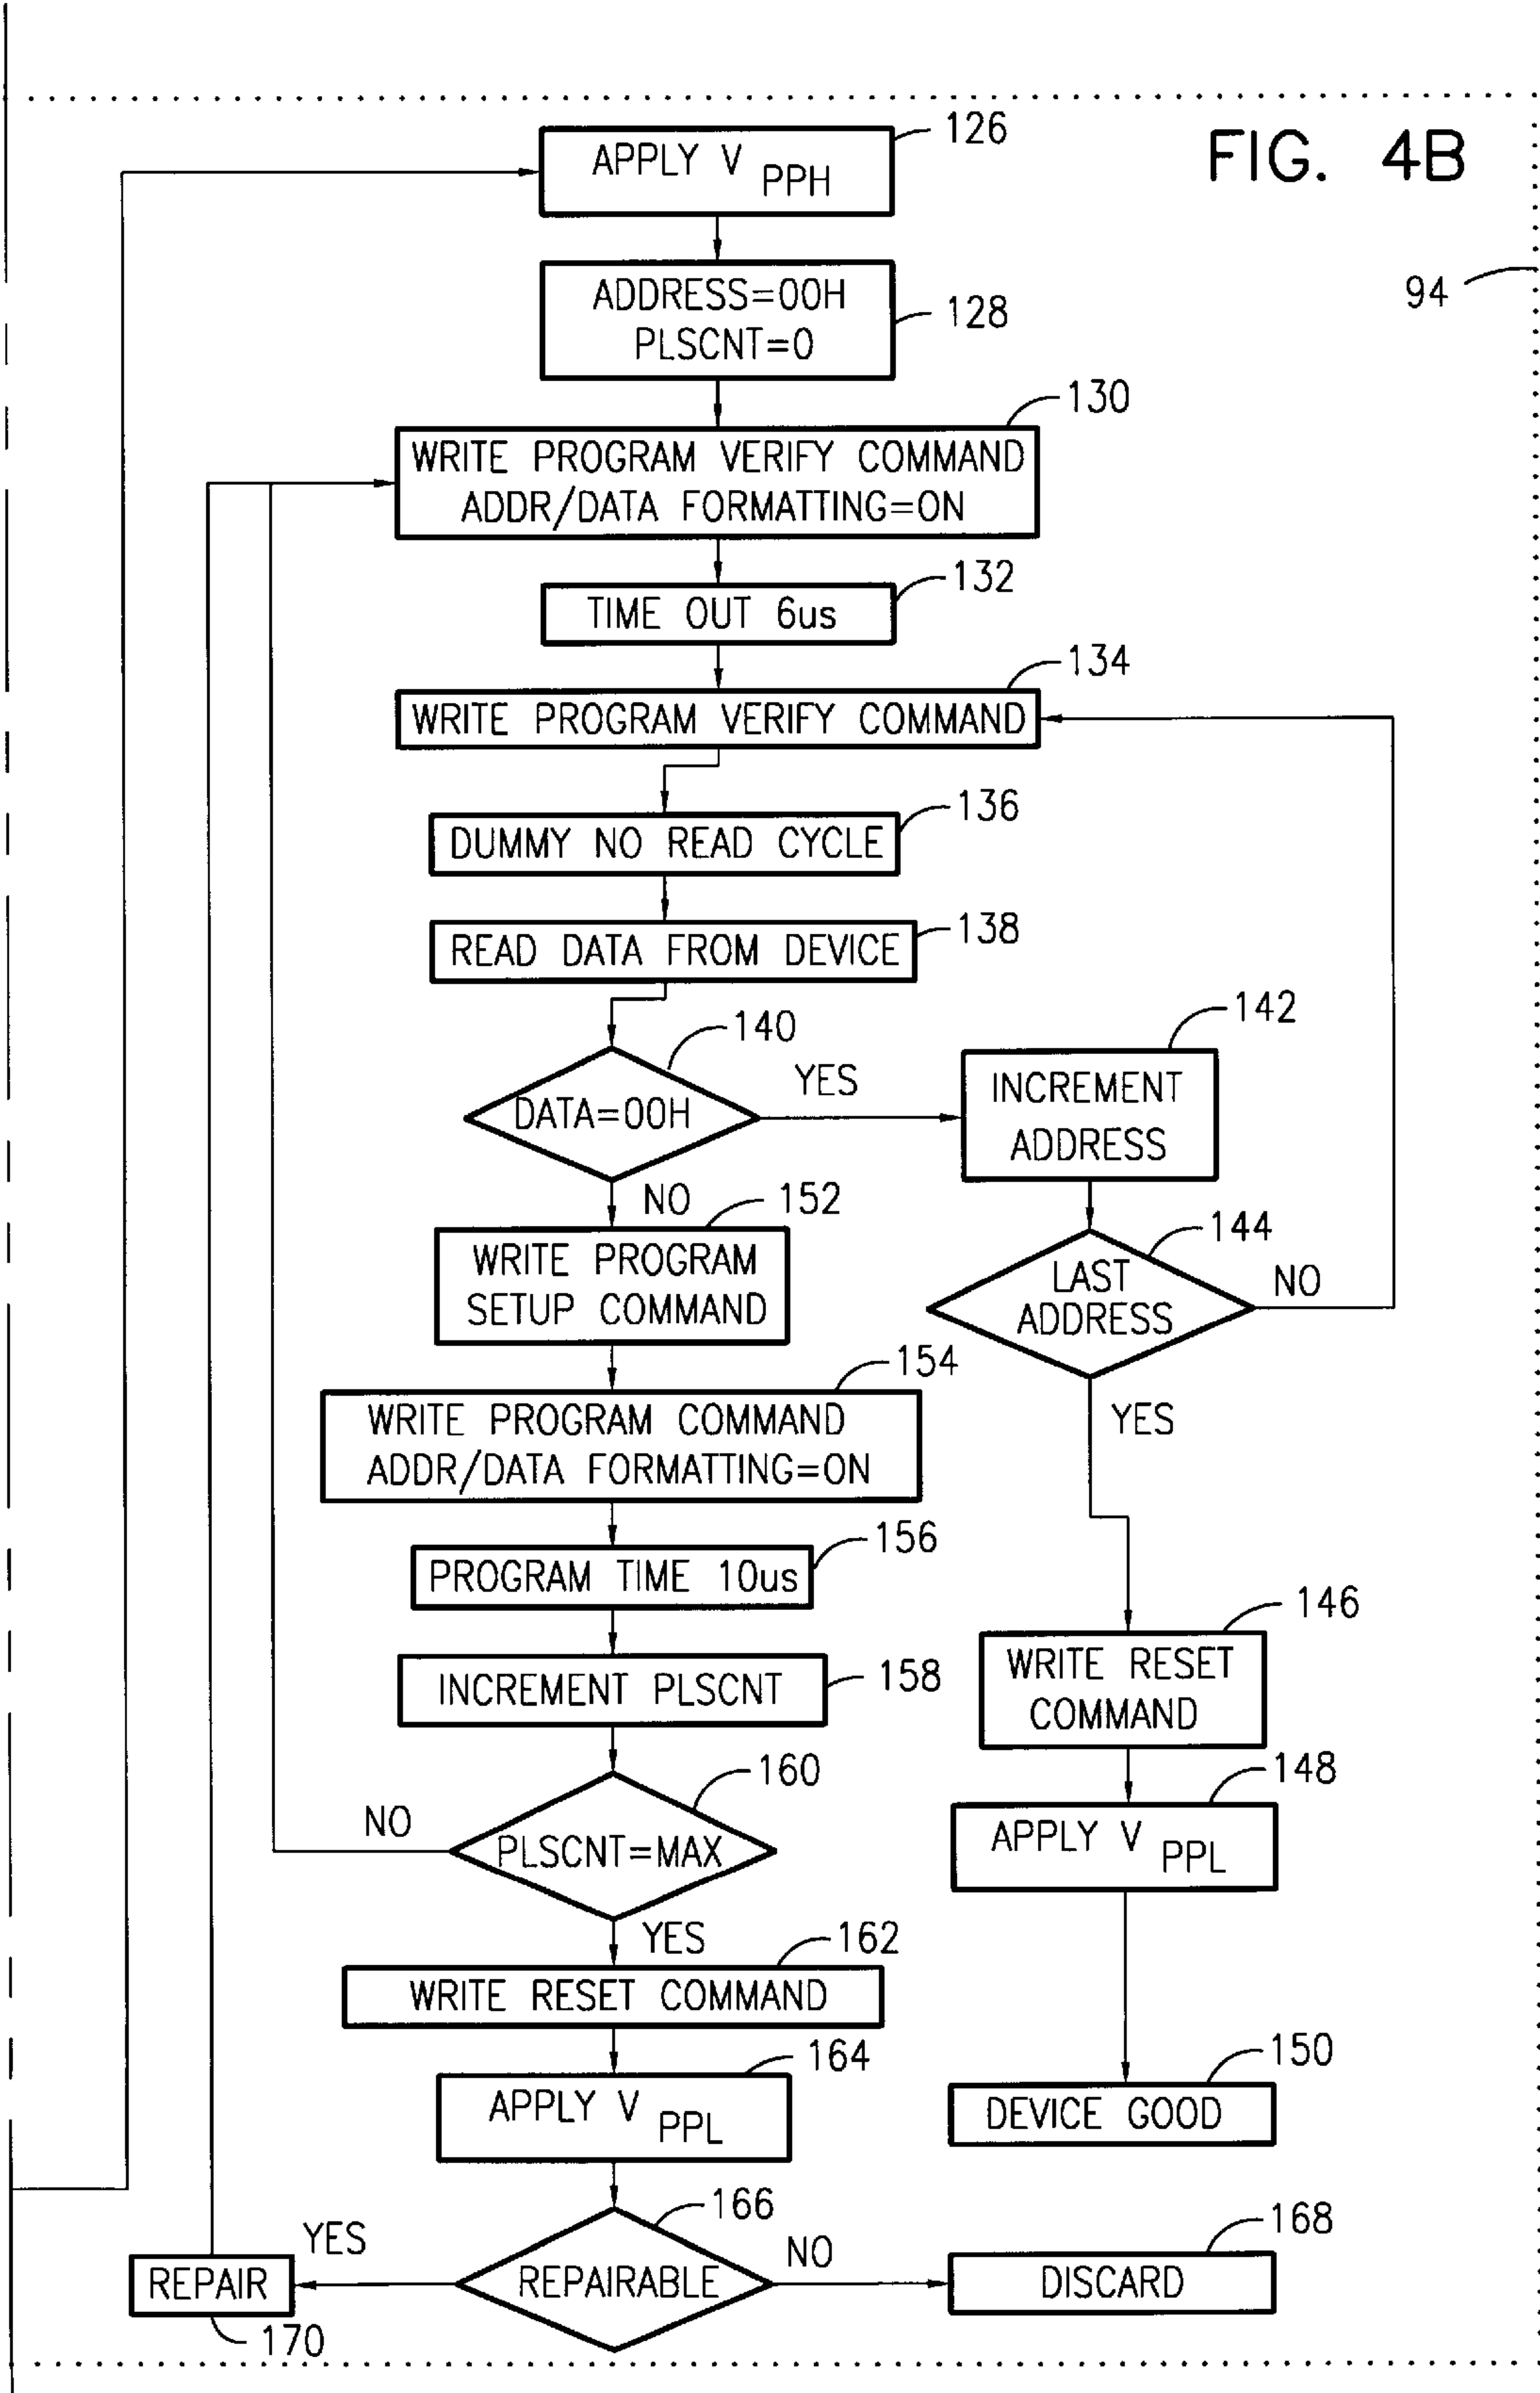 FIG. 4B
94
APPLY V PPH
126
ADDRESS=00H
PLSCNT=0
128
130
WRITE PROGRAM VERIFY COMMAND
ADDR/DATA FORMATTING=ON
132
TIME OUT 6us
134
WRITE PROGRAM VERIFY COMMAND
136
DUMMY NO READ CYCLE
138
READ DATA FROM DEVICE
140
DATA=00H
YES
142
INCREMENT
ADDRESS
NO
152
WRITE PROGRAM
SETUP COMMAND
144
LAST
ADDRESS
NO
YES
154
WRITE PROGRAM COMMAND
ADDR/DATA FORMATTING=ON
156
PROGRAM TIME 10us
158
INCREMENT PLSCNT
146
WRITE RESET
COMMAND
160
PLSCNT=MAX
NO
YES
148
APPLY V PPL
162
WRITE RESET COMMAND
164
APPLY V PPL
150
DEVICE GOOD
166
REPAIRABLE
YES
NO
REPAIR
170
168
DISCARD